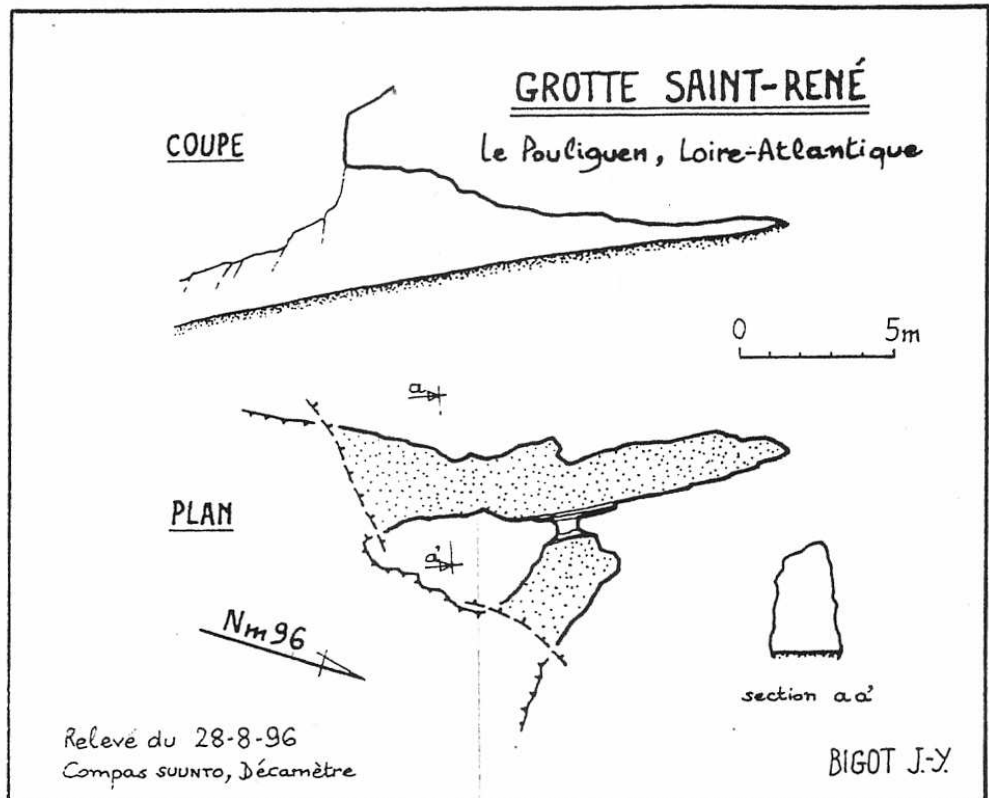 GROTTE SAINT-RENÉ
Le Pouliguen, Loire-Atlantique
COUPE
0 5m
a
PLAN
a'
Nm96
section aa'
Relevé du 28-8-96
Compas SUUNTO, Décamètre
BIGOT J.-Y.